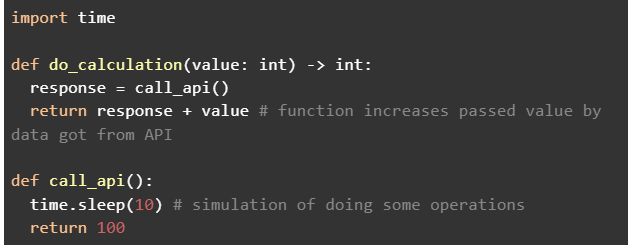 import time

def do_calculation(value: int) -> int:
  response = call_api()
  return response + value # function increases passed value by
data got from API

def call_api():
  time.sleep(10) # simulation of doing some operations
  return 100